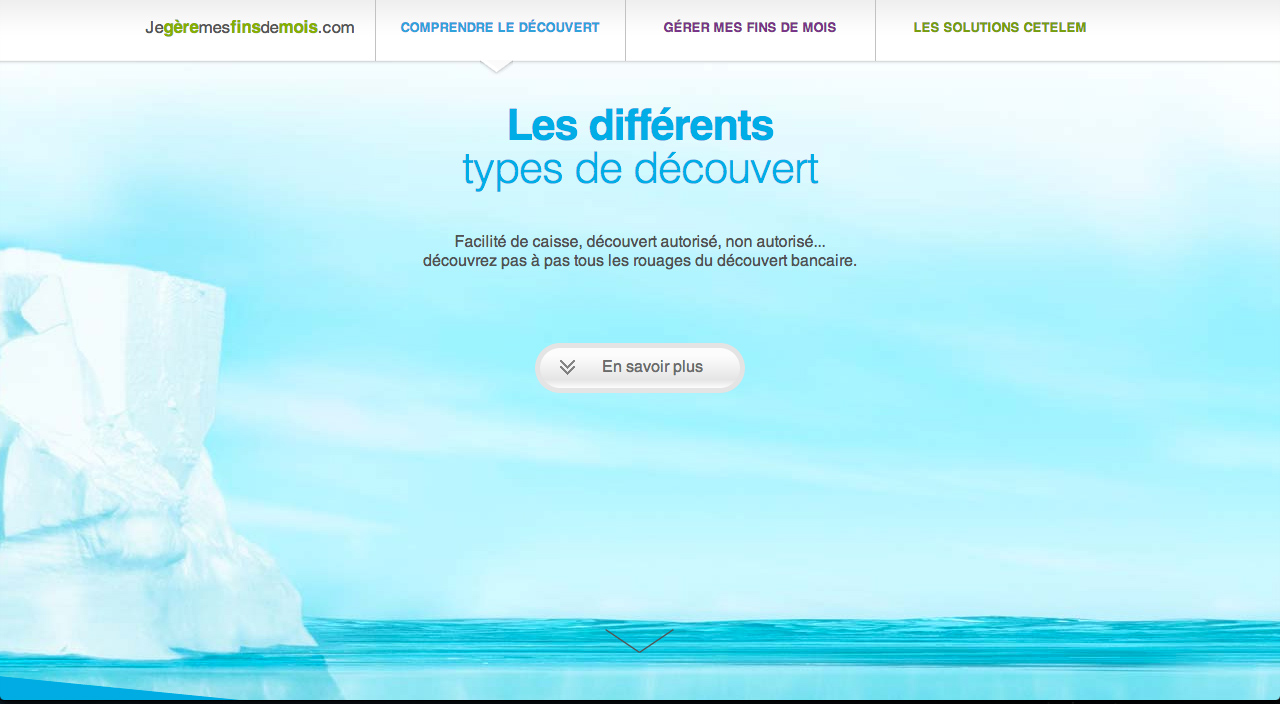 Jegèremesfinsdemois.com
COMPRENDRE LE DÉCOUVERT
GÉRER MES FINS DE MOIS
LES SOLUTIONS CETELEM
Les différents
types de découvert
Facilité de caisse, découvert autorisé, non autorisé...
découvrez pas à pas tous les rouages du découvert bancaire.
En savoir plus